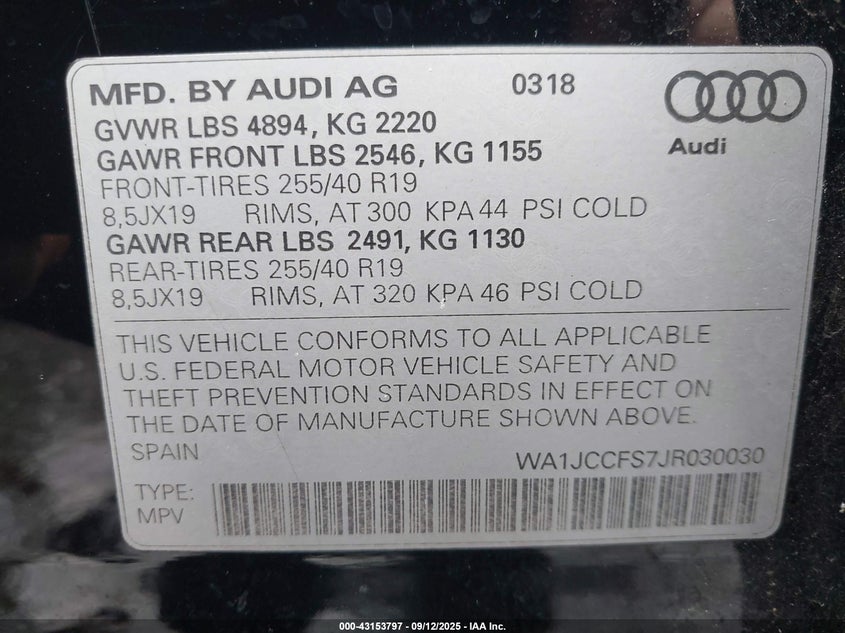 MFD. BY AUDI AG 0318
Audi
GVWR LBS 4894, KG 2220
GAWR FRONT LBS 2546, KG 1155
FRONT-TIRES 255/40 R19
8,5JX19 RIMS, AT 300 KPA 44 PSI COLD
GAWR REAR LBS 2491, KG 1130
REAR-TIRES 255/40 R19
8,5JX19 RIMS, AT 320 KPA 46 PSI COLD
THIS VEHICLE CONFORMS TO ALL APPLICABLE
U.S. FEDERAL MOTOR VEHICLE SAFETY AND
THEFT PREVENTION STANDARDS IN EFFECT ON
THE DATE OF MANUFACTURE SHOWN ABOVE.
SPAIN WA1JCCFS7JR030030
TYPE:
MPV
000-43153797 - 09/12/2025 - IAA Inc.